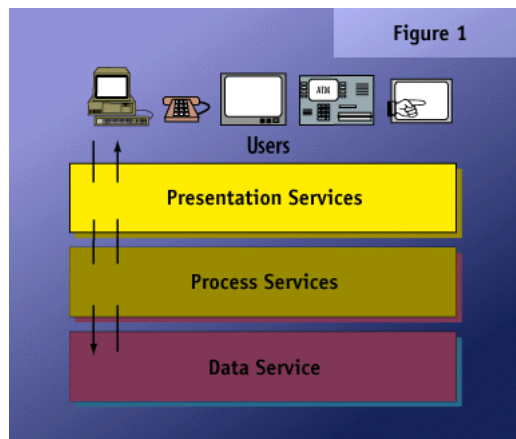 Figure 1
ATM
Users
Presentation Services
Process Services
Data Service